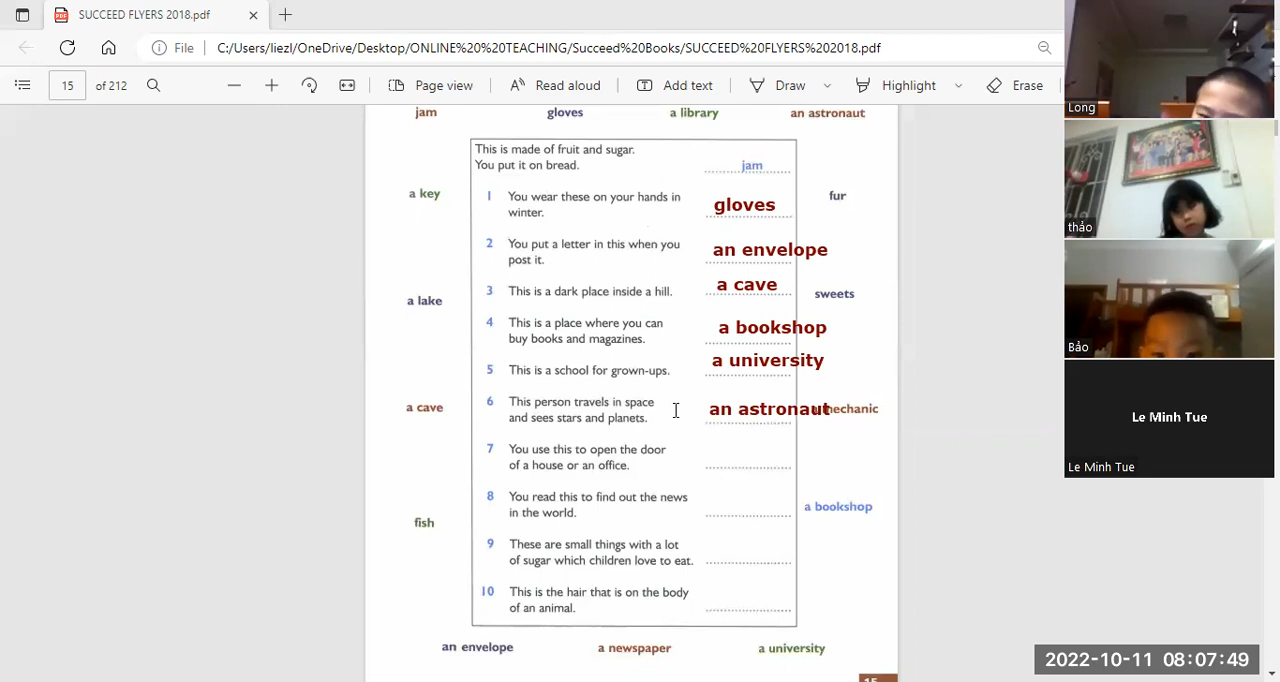 SUCCEED FLYERS 2018.pdf
File
C:/Users/liezl/OneDrive/Desktop/ONLINE%20%20TEACHING/Succeed%20Books/SUCCEED%20FLYERS%202018.pdf
15
of 212
Page view
Read aloud
Add text
Draw
Highlight
Erase
jam
gloves
a library
an astronaut
This is made of fruit and sugar.
You put it on bread.
jam
a key
1 You wear these on your hands in
winter.
gloves
fur
2 You put a letter in this when you
post it.
an envelope
a lake
3 This is a dark place inside a hill.
a cave
sweets
4 This is a place where you can
buy books and magazines.
a bookshop
5 This is a school for grown-ups.
a university
a cave
6 This person travels in space
and sees stars and planets.
an astronaut
mechanic
7 You use this to open the door
of a house or an office.
8 You read this to find out the news
in the world.
a bookshop
fish
9 These are small things with a lot
of sugar which children love to eat.
10 This is the hair that is on the body
of an animal.
an envelope
a newspaper
a university
15
Long
thảo
Bảo
Le Minh Tue
Le Minh Tue
2022-10-11 08:07:49